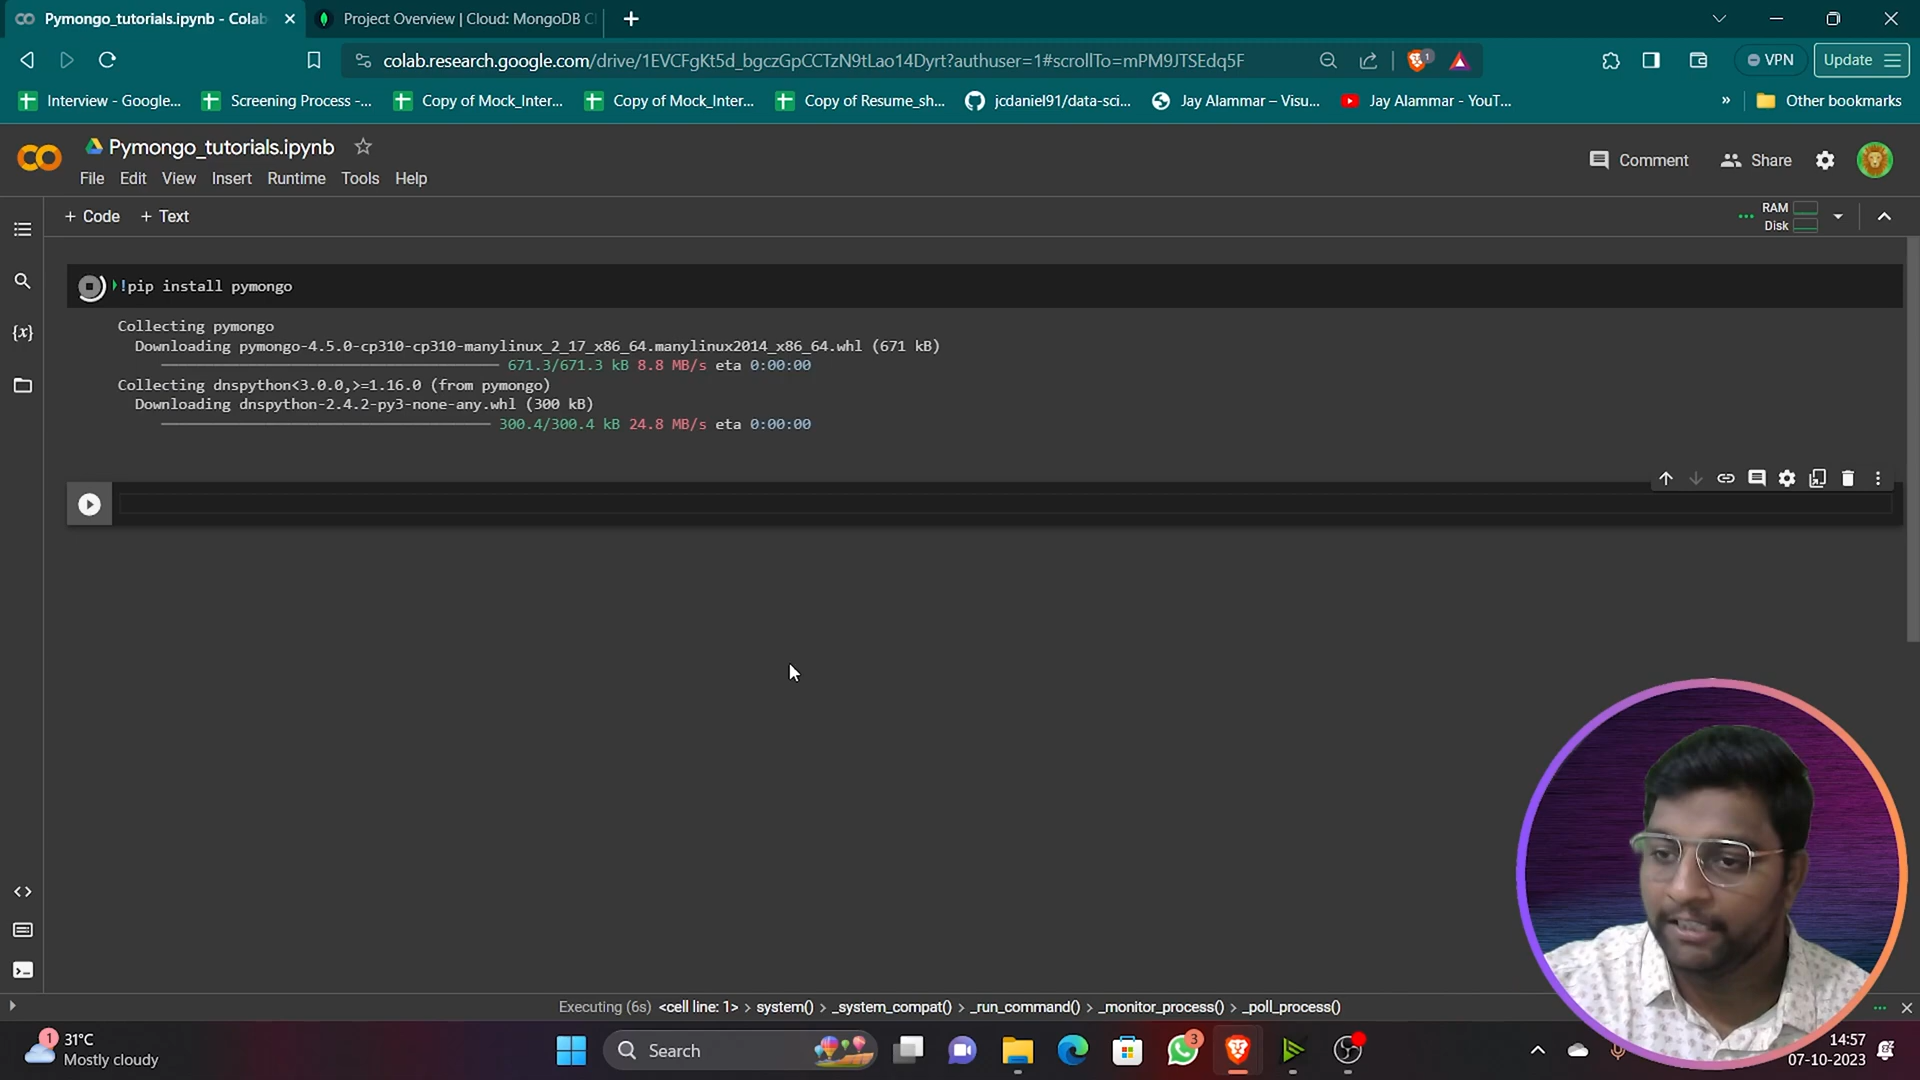 Pymongo_tutorials.ipynb - Colab
Project Overview | Cloud: MongoDB C
colab.research.google.com/drive/1EVCFgKt5d_bgczGpCCTzN9tLao14Dyrt?authuser=1#scrollTo=mPM9JTSEdq5F
1
VPN
Update
Interview - Google...
Screening Process -...
Copy of Mock_Inter...
Copy of Mock_Inter...
Copy of Resume_sh...
jcdaniel91/data-sci...
Jay Alammar – Visu...
Jay Alammar - YouT...
»
Other bookmarks
Pymongo_tutorials.ipynb
Comment
Share
File Edit View Insert Runtime Tools Help
+ Code + Text
RAM
Disk
!pip install pymongo
Collecting pymongo
Downloading pymongo-4.5.0-cp310-cp310-manylinux_2_17_x86_64.manylinux2014_x86_64.whl (671 kB)
671.3/671.3 kB 8.8 MB/s eta 0:00:00
Collecting dnspython<3.0.0,>=1.16.0 (from pymongo)
Downloading dnspython-2.4.2-py3-none-any.whl (300 kB)
300.4/300.4 kB 24.8 MB/s eta 0:00:00
Executing (6s) <cell line: 1> > system() > _system_compat() > _run_command() > _monitor_process() > _poll_process()
1
31°C
Mostly cloudy
Search
3
14:57
07-10-2023